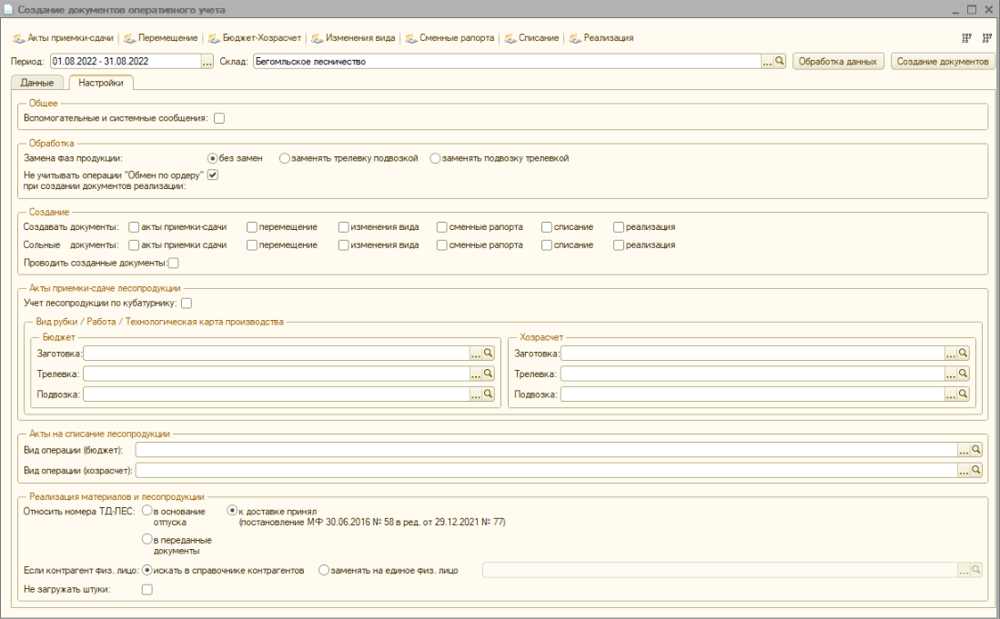 Создание документов оперативного учета
Акты приемки-сдачи Перемещение Бюджет-Хозрасчет Изменения вида Сменные рапорта Списание Реализация
Период: 01.08.2022 - 31.08.2022 ... Склад: Бегомльское лесничество ... Обработка данных Создание документов
Данные Настройки
Общее
Вспомогательные и системные сообщения:
Обработка
Замена Фаз продукции: без замен заменять трелевку подвозкой заменять подвозку трелевкой
Не учитывать операции "Обмен по ордеру"
при создании документов реализации:
Создание
Создавать документы: акты приемки-сдачи перемещение изменения вида сменные рапорта списание реализация
Сольные документы: акты приемки сдачи перемещение изменения вида сменные рапорта списание реализация
Проводить созданные документы:
Акты приемки-сдаче лесопродукции
Учет лесопродукции по кубатурнику:
Вид рубки / Работа / Технологическая карта производства
Бюджет Хозрасчет
Заготовка: ... Заготовка: ...
Трелевка: ... Трелевка: ...
Подвозка: ... Подвозка: ...
Акты на списание лесопродукции
Вид операции (бюджет): ...
Вид операции (хозрасчет): ...
Реализация материалов и лесопродукции
Относить номера ТД-ЛЕС: в основание к доставке принял
отпуска (постановление МФ 30.06.2016 № 58 в ред. от 29.12.2021 № 77)
в переданные
документы
Если контрагент физ. лицо: искать в справочнике контрагентов заменять на единое физ. лицо ...
Не загружать штуки: